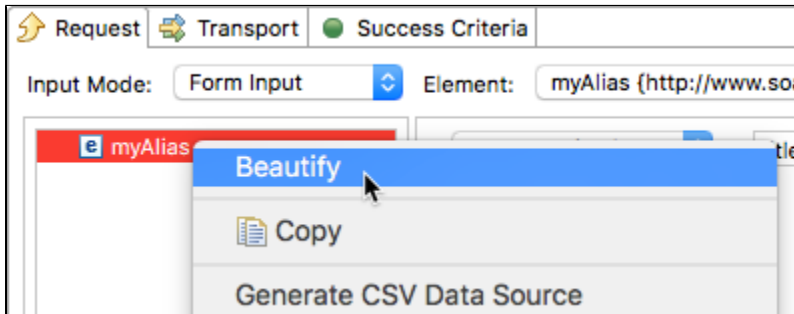 Request Transport Success Criteria
Input Mode: Form Input Element: myAlias {http://www.so
e myAlias
Beautify
Copy
Generate CSV Data Source